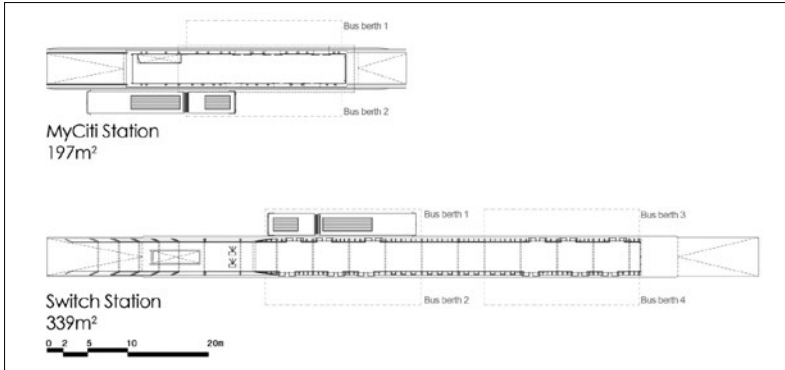 Bus berth 1
Bus berth 2
MyCiti Station
197m²
Bus berth 1
Bus berth 3
Bus berth 2
Bus berth 4
Switch Station
339m²
0 2 5 10 20m